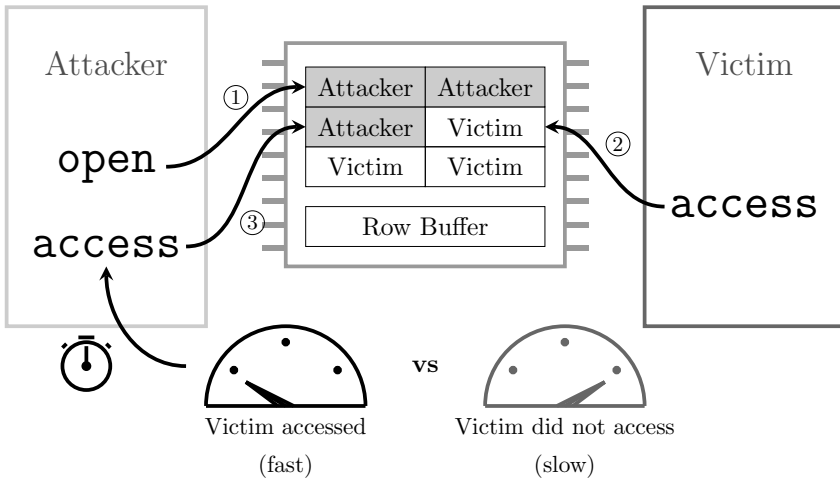 Attacker
Victim
Attacker Attacker
① 
Attacker Victim
②
open
Victim Victim
access
③
access
Row Buffer
vs
Victim accessed
(fast)
Victim did not access
(slow)